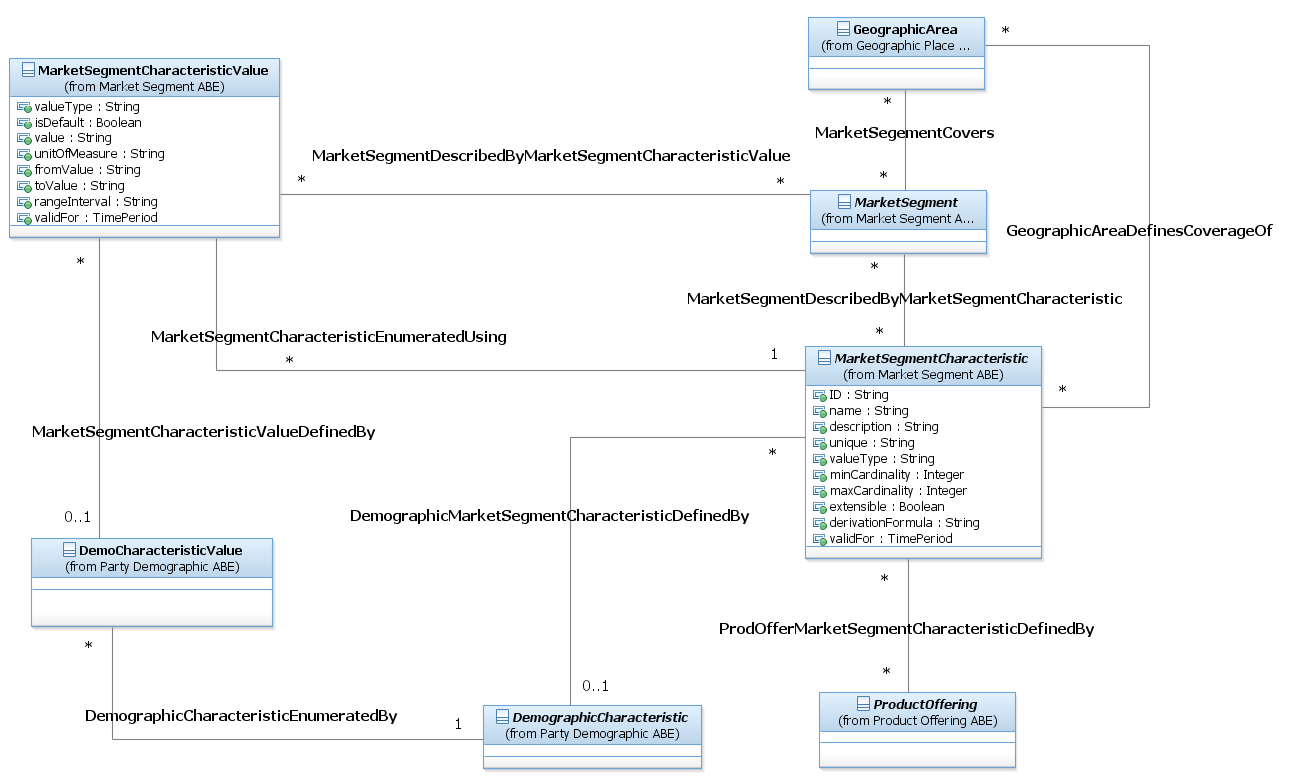 GeographicArea
(from Geographic Place ...
*
MarketSegmentCharacteristicValue
(from Market Segment ABE)
valueType : String
isDefault : Boolean
value : String
unitOfMeasure : String
fromValue : String
toValue : String
rangeInterval : String
validFor : TimePeriod
*
MarketSegementCovers
*
MarketSegmentDescribedByMarketSegmentCharacteristicValue
*
*
MarketSegment
(from Market Segment A...
GeographicAreaDefinesCoverageOf
*
*
MarketSegmentDescribedByMarketSegmentCharacteristic
*
MarketSegmentCharacteristicEnumeratedUsing
*
1
MarketSegmentCharacteristic
(from Market Segment ABE)
ID : String
name : String
description : String
unique : String
valueType : String
minCardinality : Integer
maxCardinality : Integer
extensible : Boolean
derivationFormula : String
validFor : TimePeriod
*
MarketSegmentCharacteristicValueDefinedBy
*
0..1
DemographicMarketSegmentCharacteristicDefinedBy
DemoCharacteristicValue
(from Party Demographic ABE)
*
ProdOfferMarketSegmentCharacteristicDefinedBy
*
*
0..1
DemographicCharacteristicEnumeratedBy
1
DemographicCharacteristic
(from Party Demographic ABE)
ProductOffering
(from Product Offering ABE)